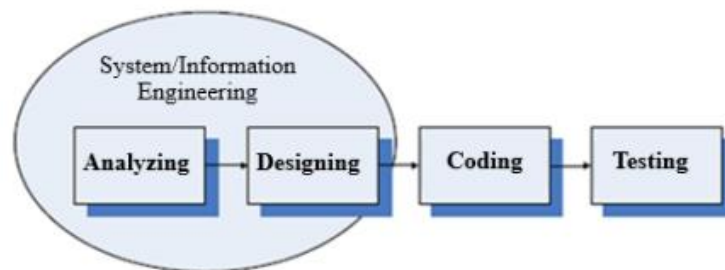 System/Information
Engineering
Analyzing
Designing
Coding
Testing